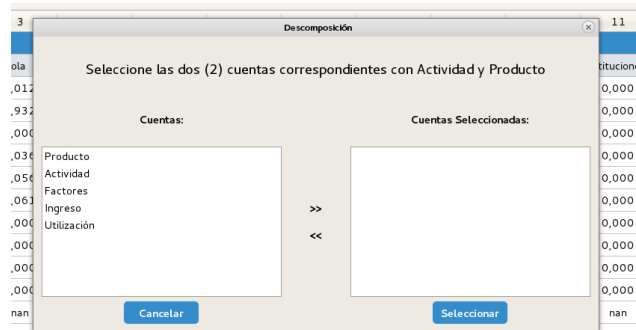 3 11
Descomposición
ola
Seleccione las dos (2) cuentas correspondientes con Actividad y Producto
titucion
,012 0,000
,932 0,000
Cuentas: Cuentas Seleccionadas:
,000 0,000
,036 0,000
Producto
Actividad
,056 0,000
Factores
,061 0,000
Ingreso >>
Utilización
,000 0,000
<<
,000 0,000
,000 0,000
,000 0,000
nan Cancelar Seleccionar nan